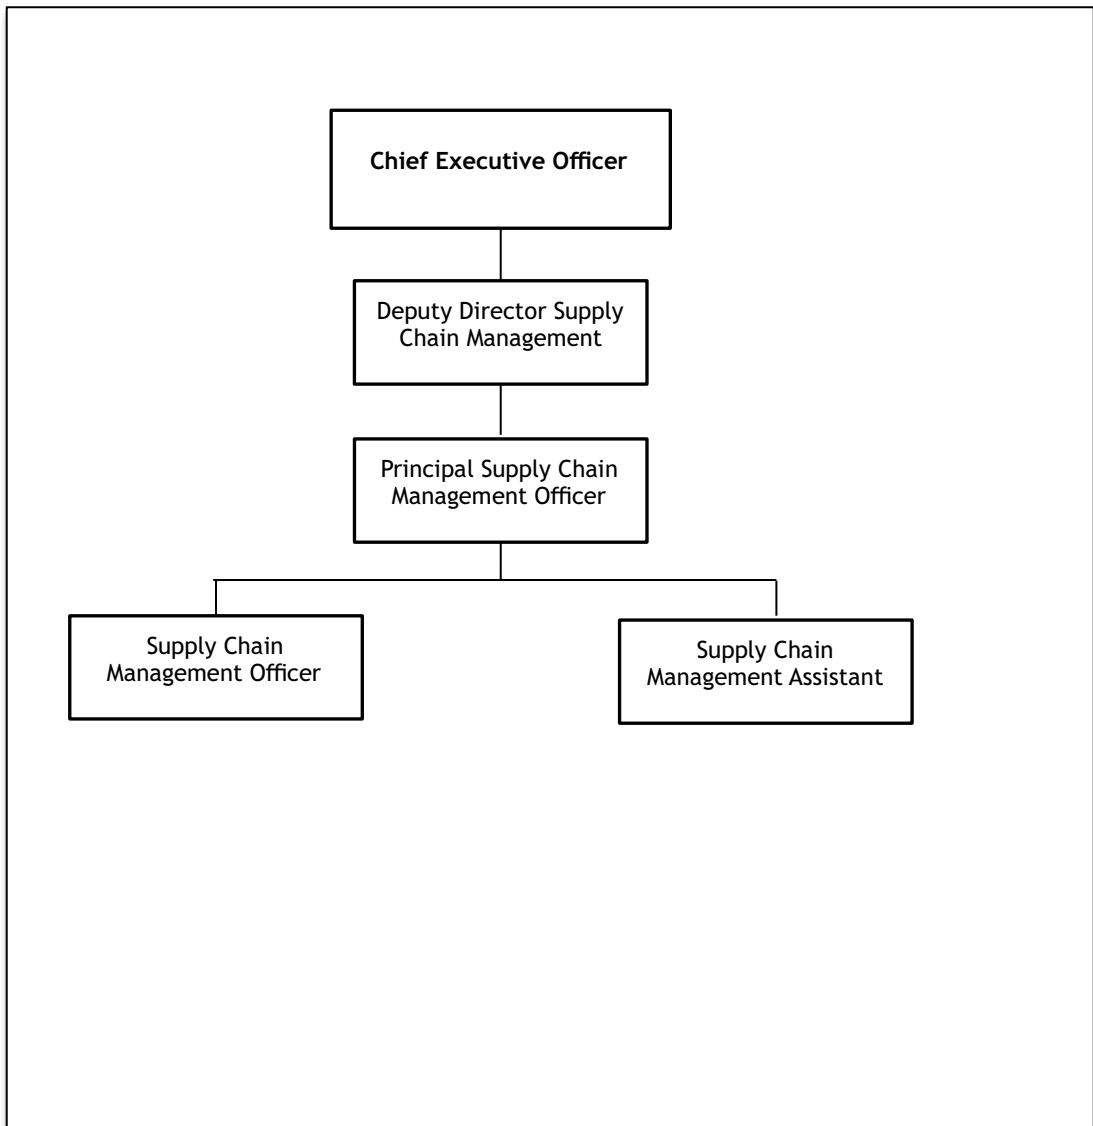 Chief Executive Officer
Deputy Director Supply
Chain Management
Principal Supply Chain
Management Officer
Supply Chain
Management Officer
Supply Chain
Management Assistant